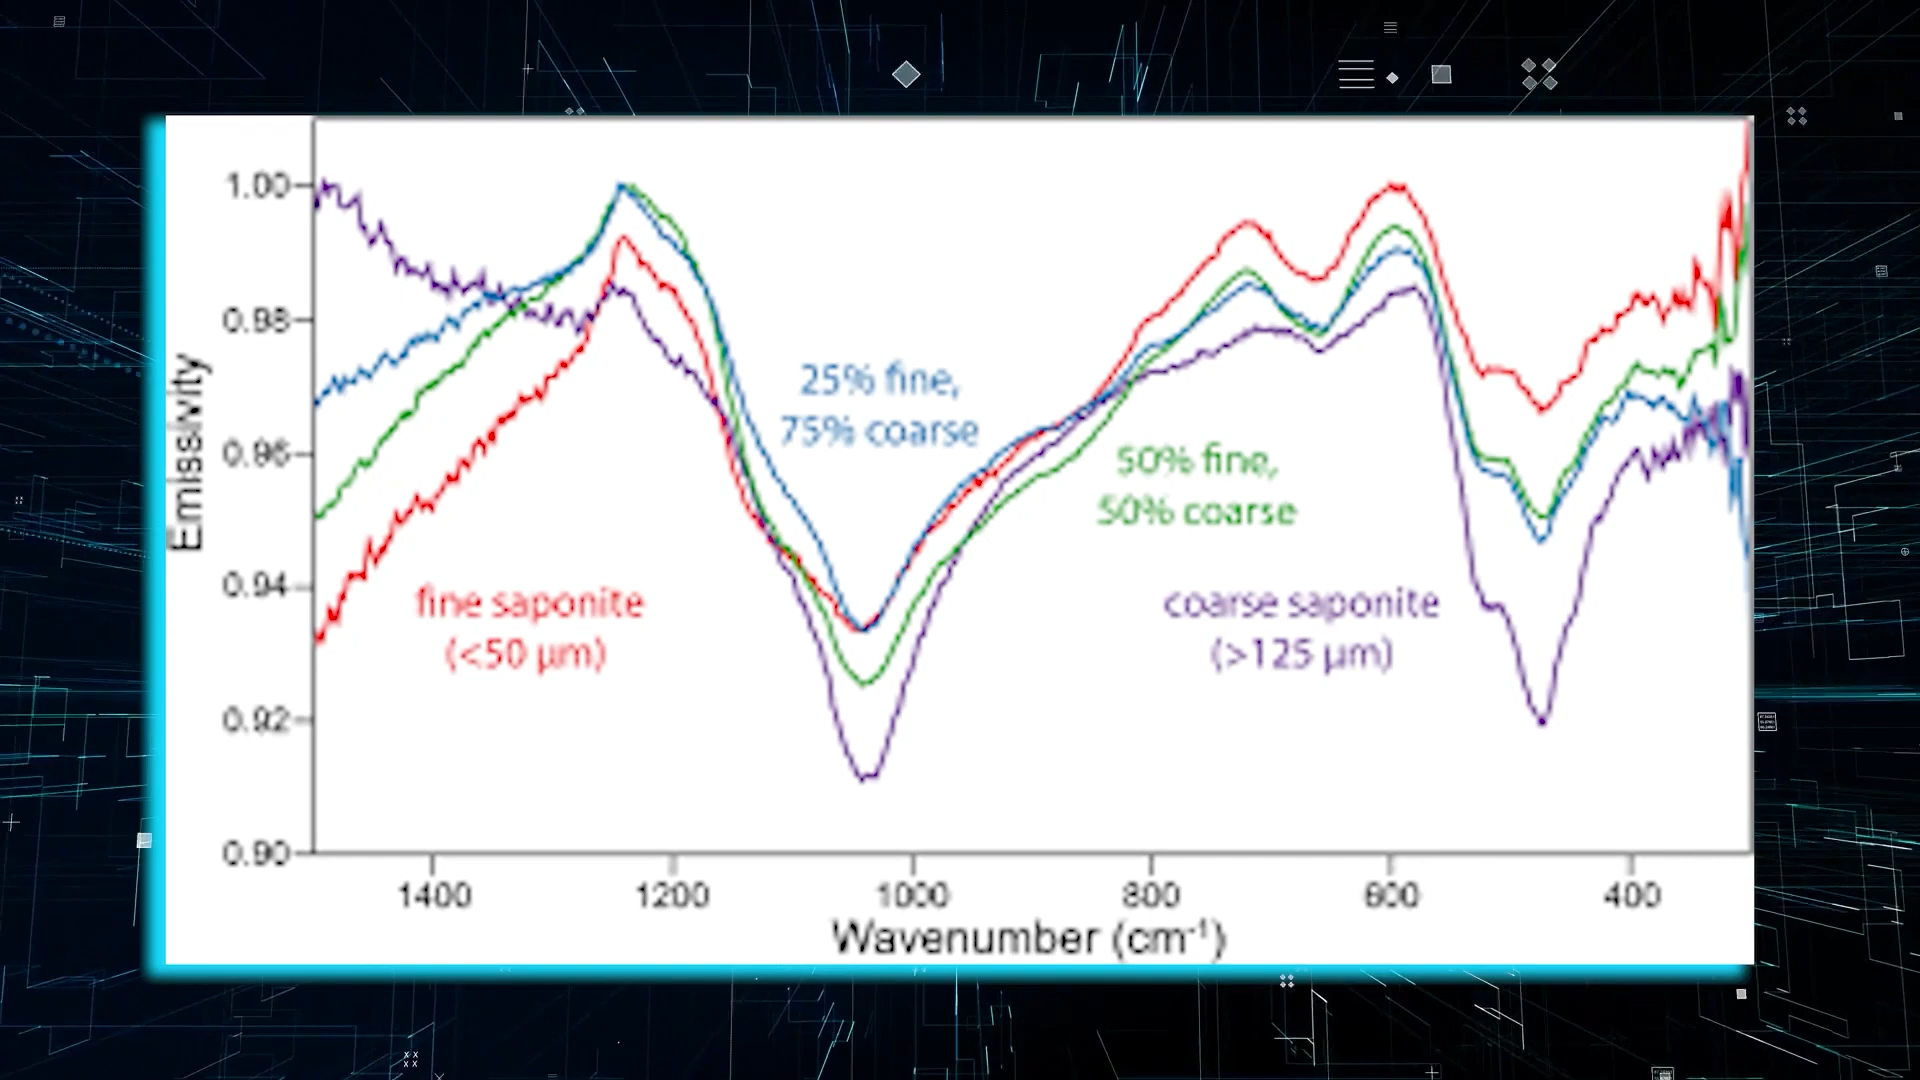 1.00
0.98
0.96
0.94
0.92
0.90
Emissivity
25% fine,
75% coarse
50% fine,
50% coarse
fine saponite
(<50 µm)
coarse saponite
(>125 µm)
1400
1200
1000
800
600
400
Wavenumber (cm⁻¹)